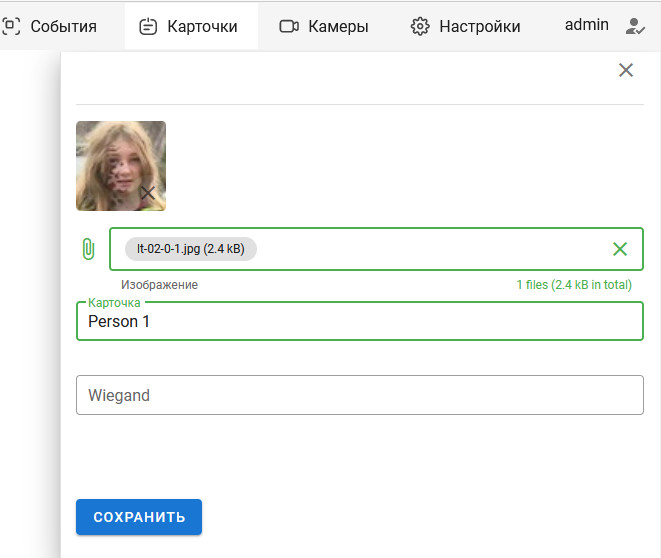 События Карточки Камеры Настройки admin
lt-02-0-1.jpg (2.4 kB)
Изображение 1 files (2.4 kB in total)
Карточка
Person 1
Wiegand
СОХРАНИТЬ